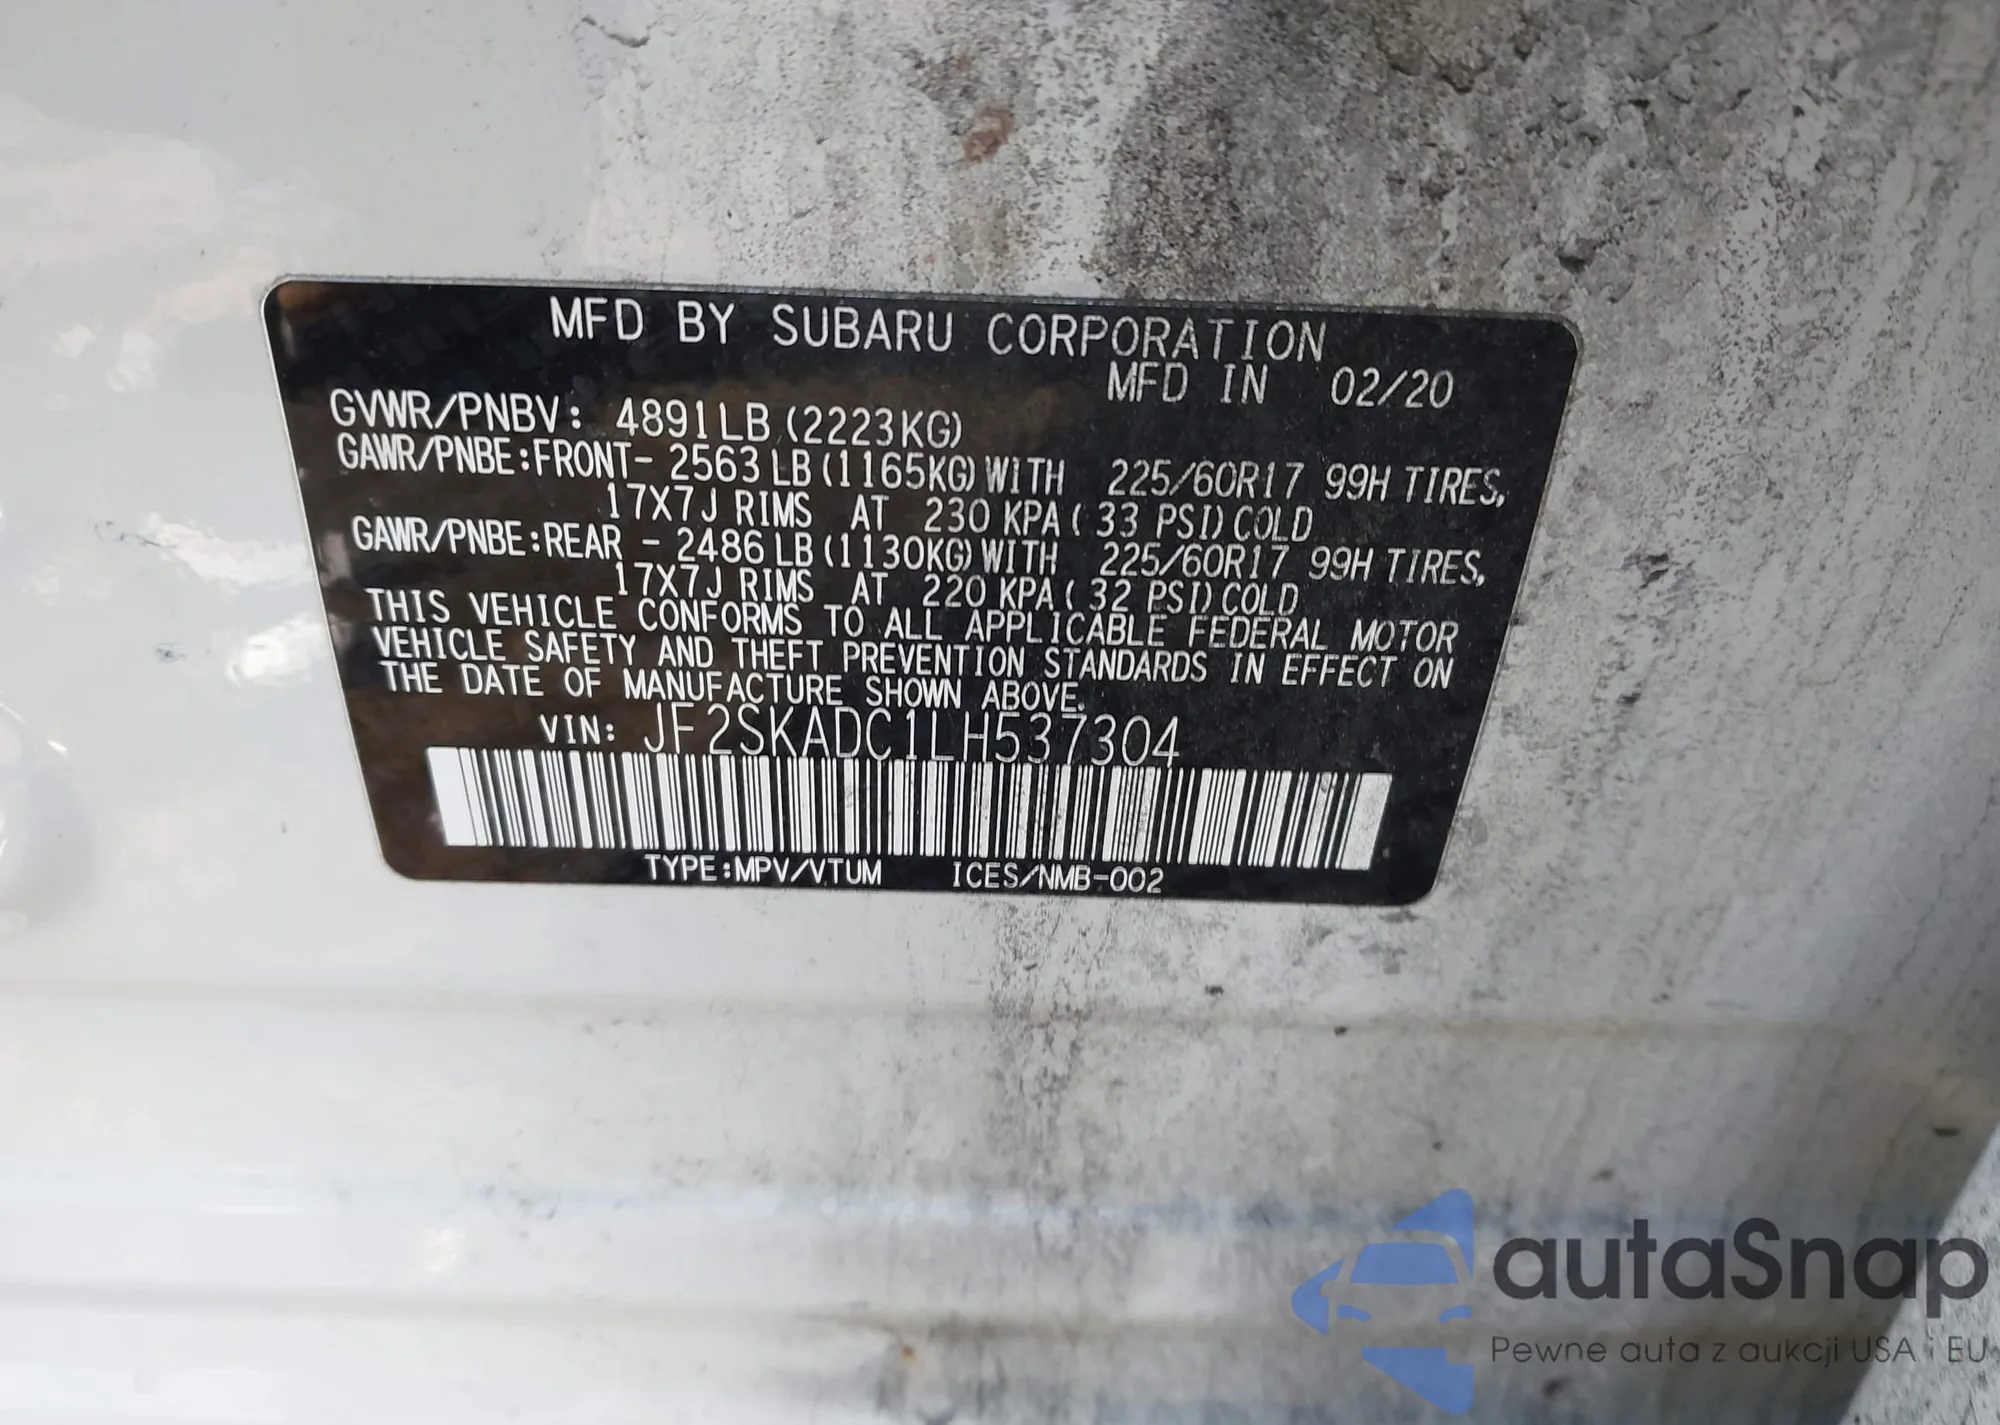 MFD BY SUBARU CORPORATION
MFD IN 02/20
GVWR/PNBV: 4891LB (2223KG)
GAWR/PNBE:FRONT- 2563 LB (1165KG) WITH 225/60R17 99H TIRES,
17X7J RIMS AT 230 KPA ( 33 PSI) COLD
GAWR/PNBE:REAR - 2486 LB (1130KG) WITH 225/60R17 99H TIRES,
17X7J RIMS AT 220 KPA ( 32 PSI) COLD
THIS VEHICLE CONFORMS TO ALL APPLICABLE FEDERAL MOTOR
VEHICLE SAFETY AND THEFT PREVENTION STANDARDS IN EFFECT ON
THE DATE OF MANUFACTURE SHOWN ABOVE.
VIN: JF2SKADC1LH537304
TYPE:MPV/VTUM ICES/NMB-002
autaSnap
Pewne auta z aukcji USA i EU